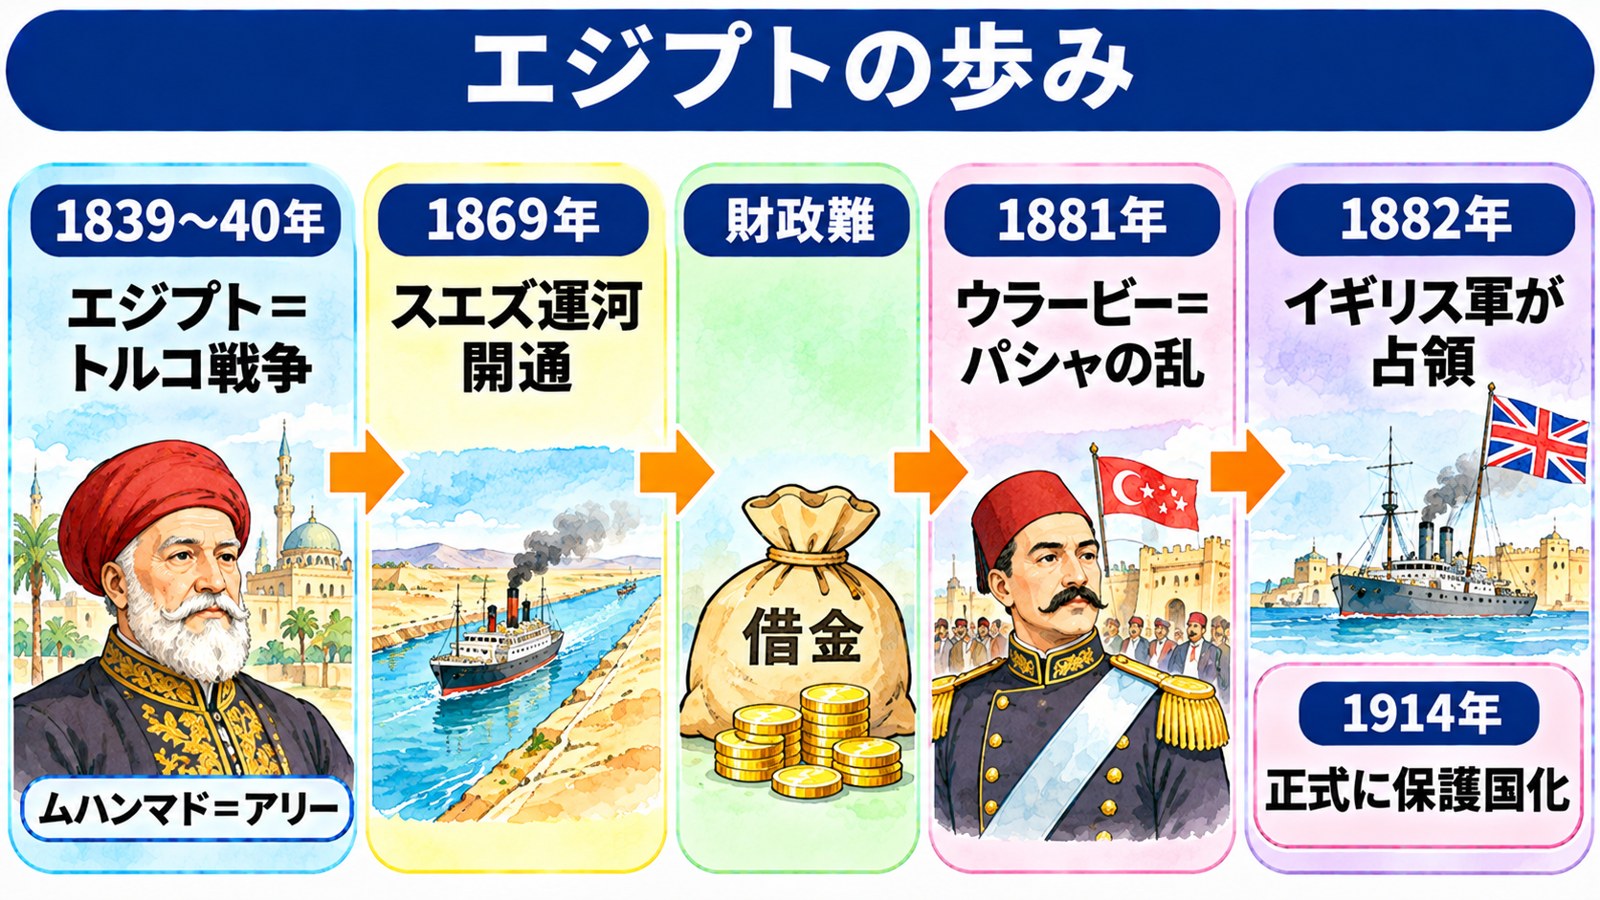 エジプトの歩み
1839～40年
エジプト＝
トルコ戦争
ムハンマド＝アリー
1869年
スエズ運河
開通
財政難
借金
1881年
ウラービー＝
パシャの乱
1882年
イギリス軍が
占領
1914年
正式に保護国化